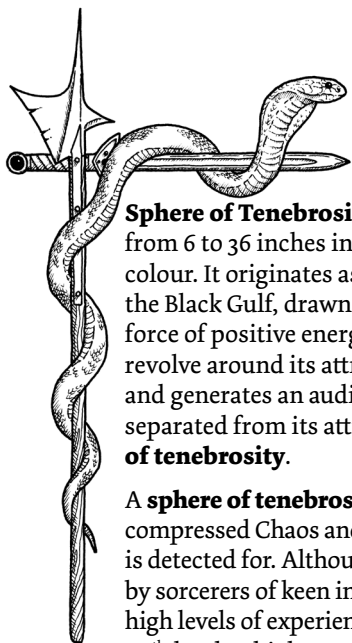 Sphere of Tenebrosi
from 6 to 36 inches in
colour. It originates as
the Black Gulf, drawn
force of positive energ
revolve around its attr
and generates an audi
separated from its att
of tenebrosity.
A sphere of tenebros
compressed Chaos and
is detected for. Althou
by sorcerers of keen in
high levels of experien